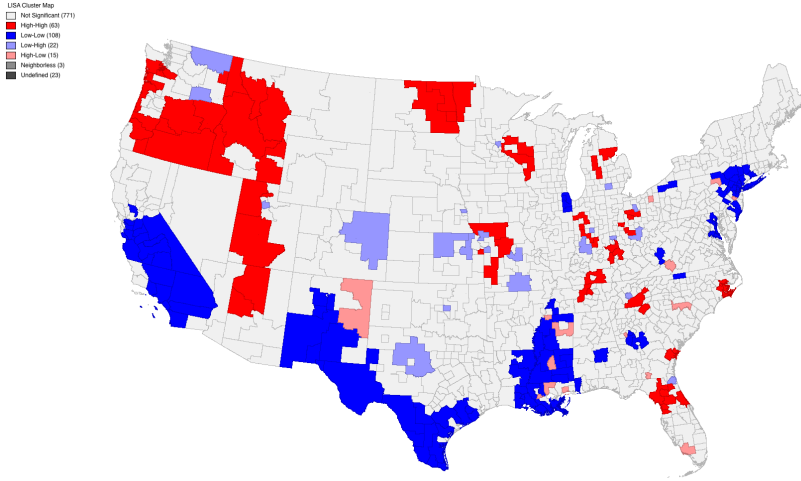 LISA Cluster Map
Not Significant (771)
High-High (63)
Low-Low (108)
Low-High (22)
High-Low (15)
Neighborless (3)
Undefined (23)